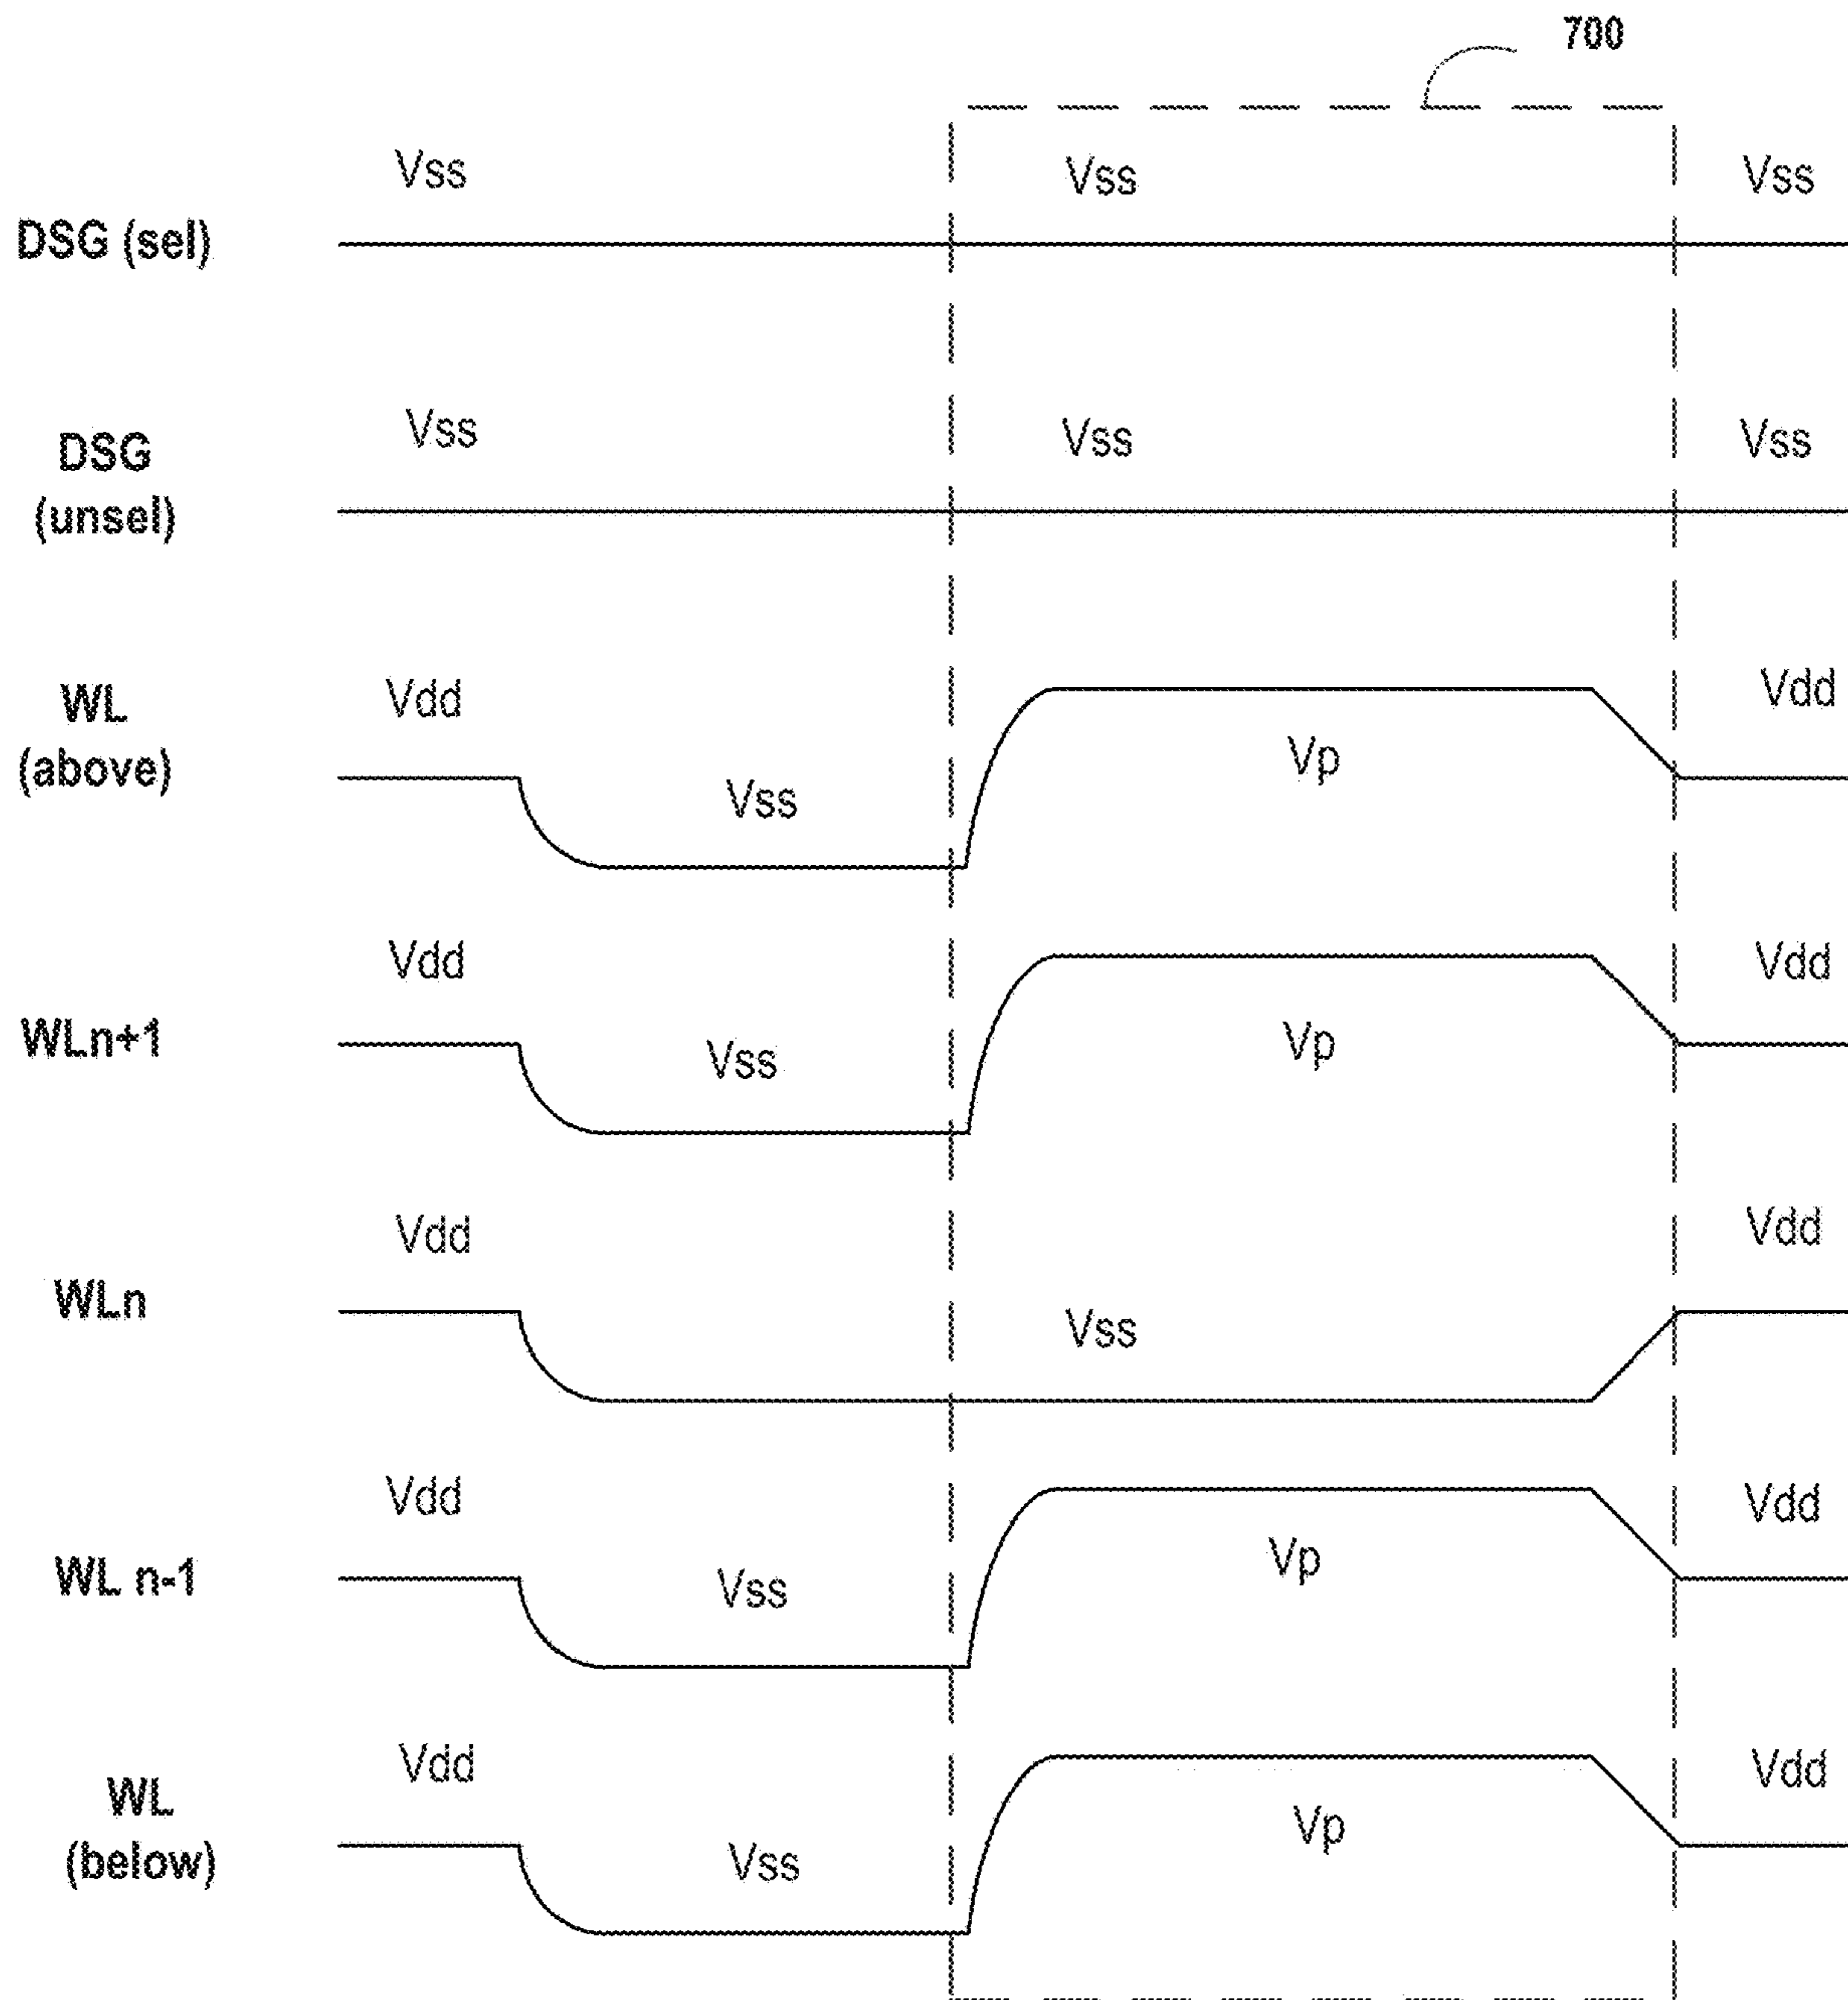 700
Vss Vss Vss
DSG (sel)
Vss Vss Vss
DSG
(unsel)
Vdd Vdd
WL
(above)
Vss Vp
Vdd Vdd
WLn+1
Vss Vp
Vdd Vdd
WLn
Vss
Vdd Vdd
WL n-1
Vss Vp
Vdd Vdd
WL
(below)
Vss Vp